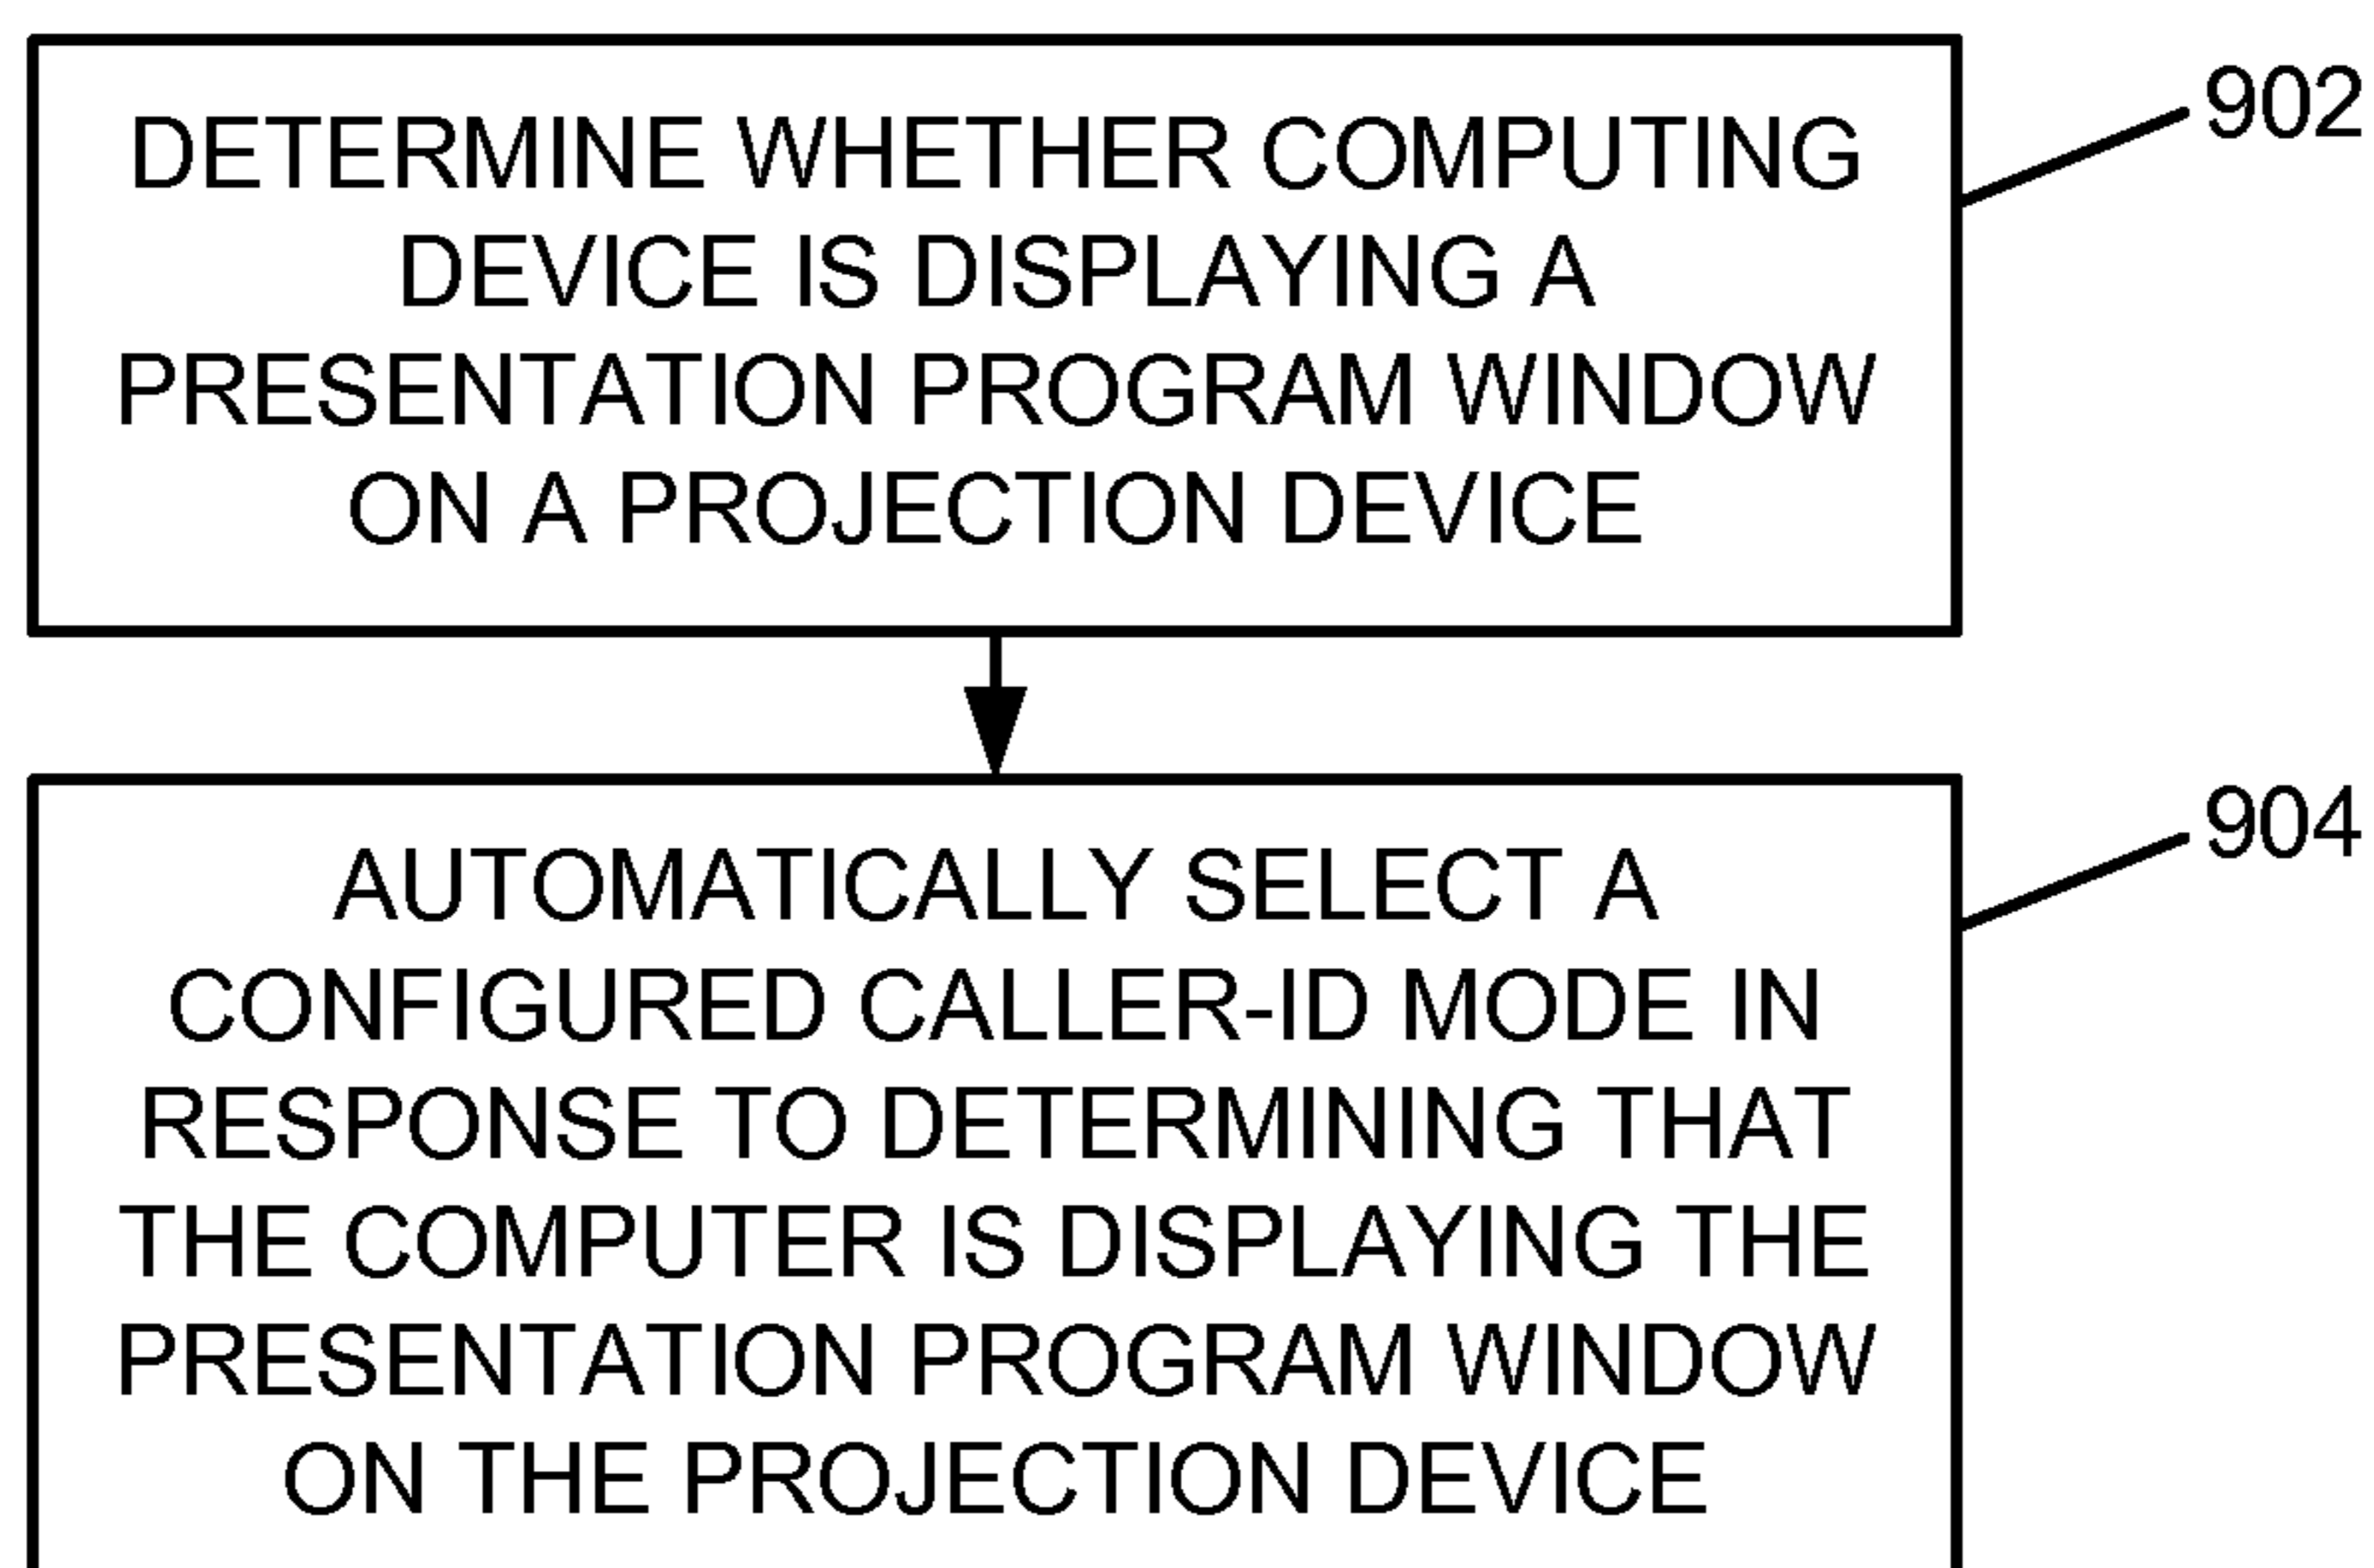 DETERMINE WHETHER COMPUTING
DEVICE IS DISPLAYING A
PRESENTATION PROGRAM WINDOW
ON A PROJECTION DEVICE
902
AUTOMATICALLY SELECT A
CONFIGURED CALLER-ID MODE IN
RESPONSE TO DETERMINING THAT
THE COMPUTER IS DISPLAYING THE
PRESENTATION PROGRAM WINDOW
ON THE PROJECTION DEVICE
904